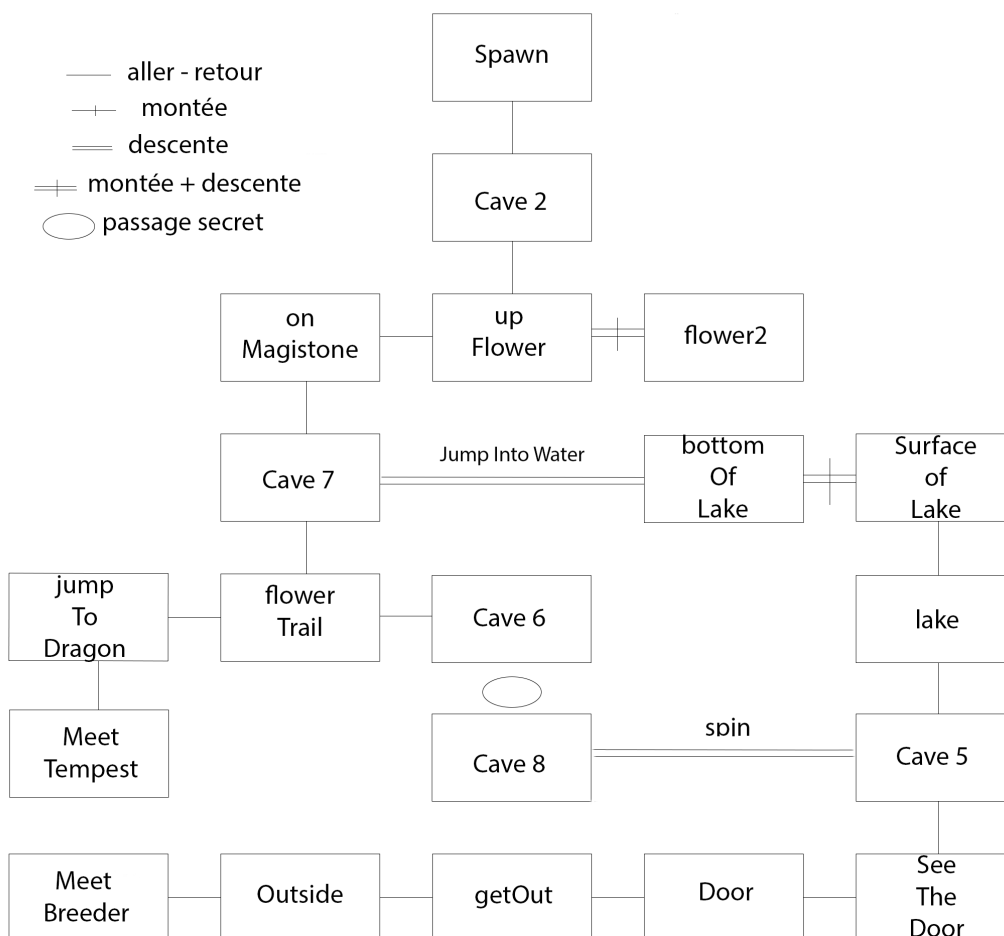 Spawn
aller - retour
montée
descente
montée + descente
passage secret
Cave 2
on
Magistone
up
Flower
flower2
Cave 7
Jump Into Water
bottom
Of
Lake
Surface
of
Lake
jump
To
Dragon
flower
Trail
Cave 6
lake
Meet
Tempest
Cave 8
spin
Cave 5
Meet
Breeder
Outside
getOut
Door
See
The
Door